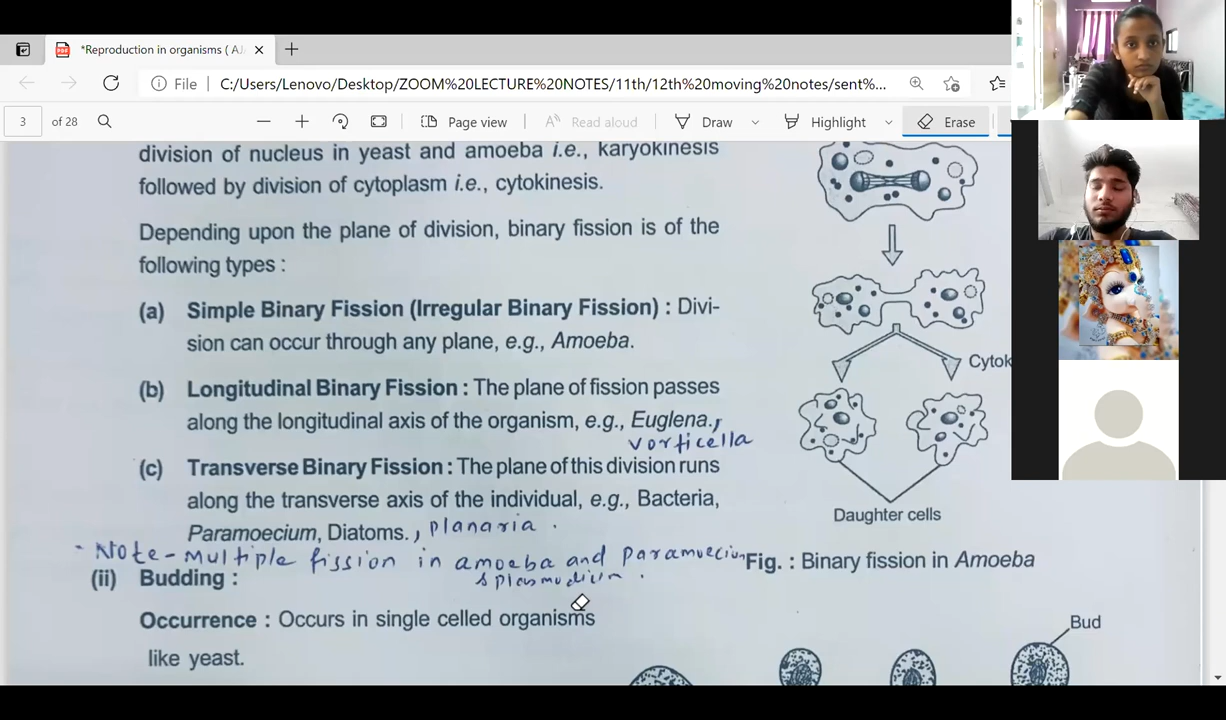 *Reproduction in organisms ( AJ
File C:/Users/Lenovo/Desktop/ZOOM%20LECTURE%20NOTES/11th/12th%20moving%20notes/sent%...
3 of 28 Page view Read aloud Draw Highlight Erase
division of nucleus in yeast and amoeba i.e., karyokinesis
followed by division of cytoplasm i.e., cytokinesis.
Depending upon the plane of division, binary fission is of the
following types :
(a) Simple Binary Fission (Irregular Binary Fission) : Divi-
sion can occur through any plane, e.g., Amoeba.
Cytok
(b) Longitudinal Binary Fission : The plane of fission passes
along the longitudinal axis of the organism, e.g., Euglena.,
vorticella
(c) Transverse Binary Fission : The plane of this division runs
along the transverse axis of the individual, e.g., Bacteria,
Paramoecium, Diatoms., planaria.
Daughter cells
Note - Multiple fission in amoeba and paramoecium
& plasmodium.
Fig. : Binary fission in Amoeba
(ii) Budding :
Occurrence : Occurs in single celled organisms
like yeast.
Bud